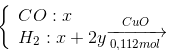 CO : x
H₂ : x + 2y
CuO
0,112mol